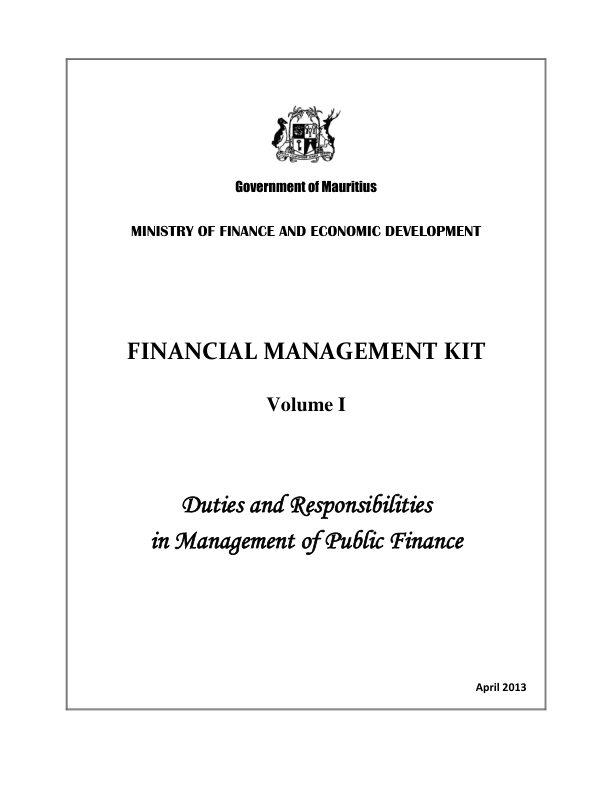 Government of Mauritius
MINISTRY OF FINANCE AND ECONOMIC DEVELOPMENT
FINANCIAL MANAGEMENT KIT
Volume I
Duties and Responsibilities
in Management of Public Finance
April 2013